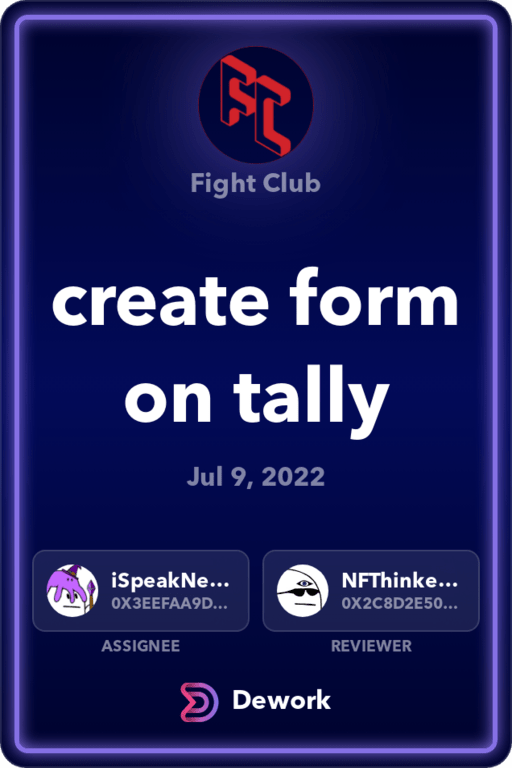 FC
Fight Club
create form
on tally
Jul 9, 2022
iSpeakNe...
0X3EEFAA9D...
ASSIGNEE
NFThinke...
0X2C8D2E50...
REVIEWER
Dework